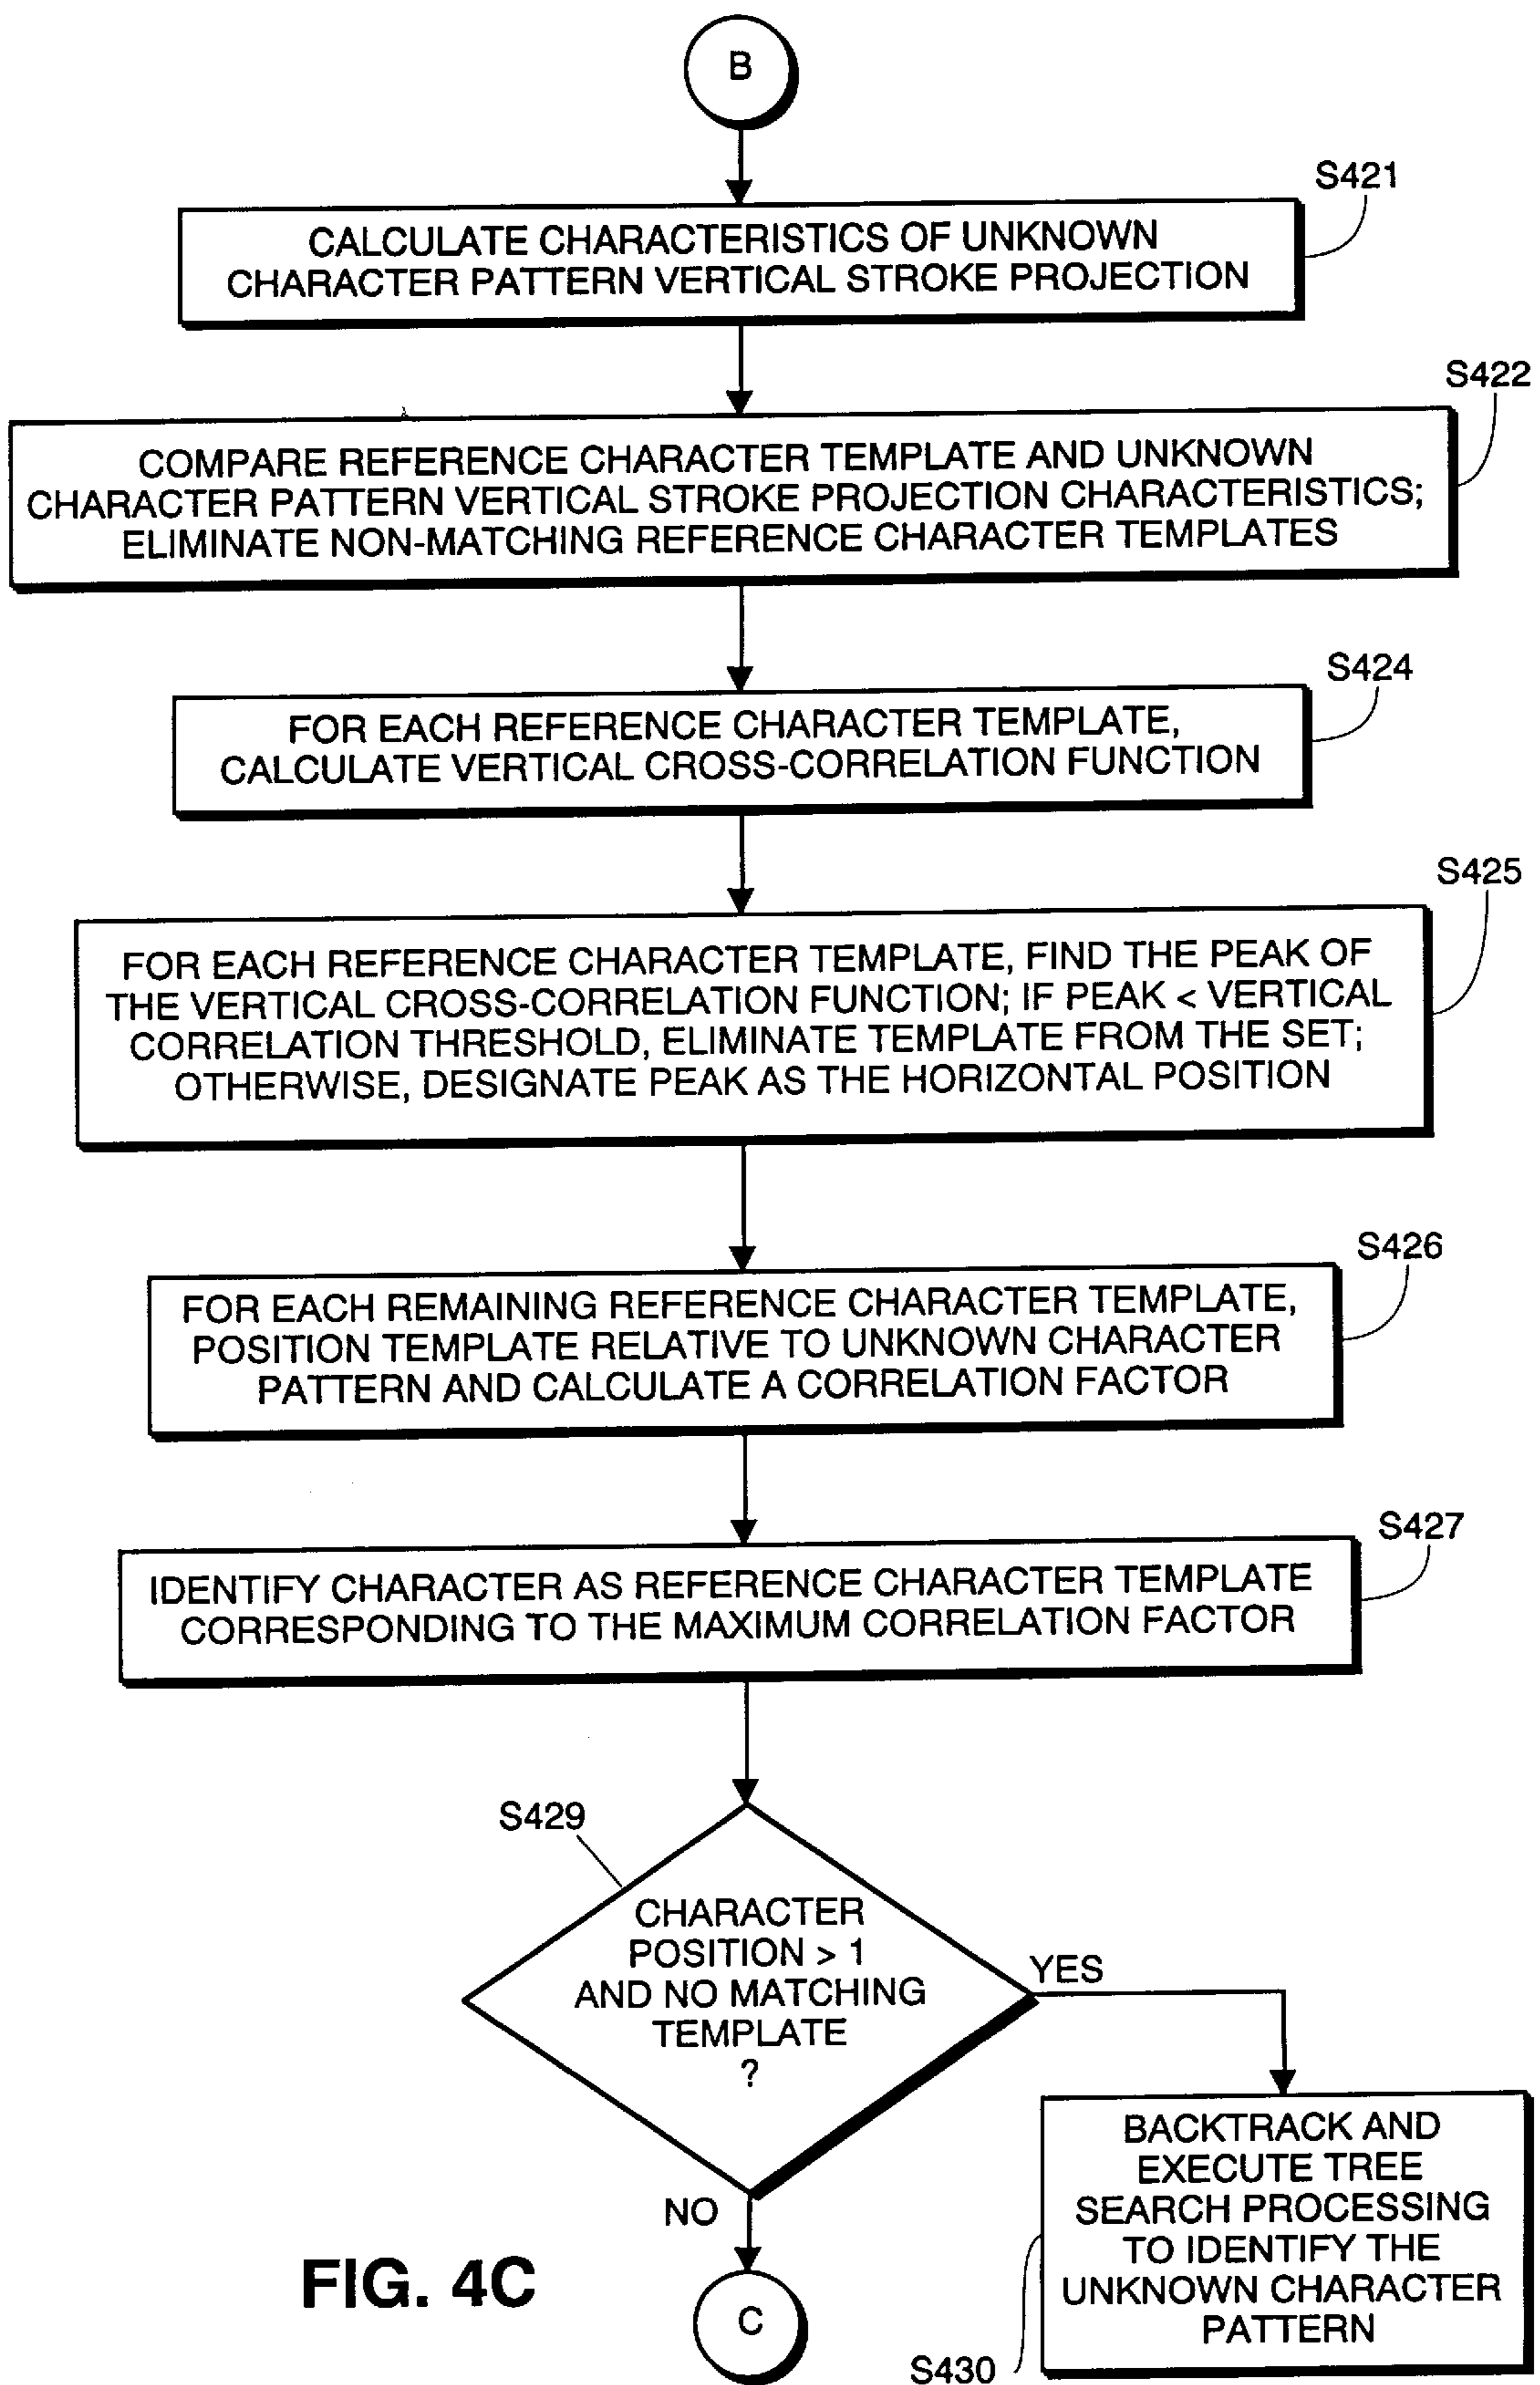 B
S421
CALCULATE CHARACTERISTICS OF UNKNOWN
CHARACTER PATTERN VERTICAL STROKE PROJECTION
S422
COMPARE REFERENCE CHARACTER TEMPLATE AND UNKNOWN
CHARACTER PATTERN VERTICAL STROKE PROJECTION CHARACTERISTICS;
ELIMINATE NON-MATCHING REFERENCE CHARACTER TEMPLATES
S424
FOR EACH REFERENCE CHARACTER TEMPLATE,
CALCULATE VERTICAL CROSS-CORRELATION FUNCTION
S425
FOR EACH REFERENCE CHARACTER TEMPLATE, FIND THE PEAK OF
THE VERTICAL CROSS-CORRELATION FUNCTION; IF PEAK < VERTICAL
CORRELATION THRESHOLD, ELIMINATE TEMPLATE FROM THE SET;
OTHERWISE, DESIGNATE PEAK AS THE HORIZONTAL POSITION
S426
FOR EACH REMAINING REFERENCE CHARACTER TEMPLATE,
POSITION TEMPLATE RELATIVE TO UNKNOWN CHARACTER
PATTERN AND CALCULATE A CORRELATION FACTOR
S427
IDENTIFY CHARACTER AS REFERENCE CHARACTER TEMPLATE
CORRESPONDING TO THE MAXIMUM CORRELATION FACTOR
S429
CHARACTER
POSITION > 1
AND NO MATCHING
TEMPLATE
?
YES
BACKTRACK AND
EXECUTE TREE
SEARCH PROCESSING
TO IDENTIFY THE
UNKNOWN CHARACTER
PATTERN
S430
NO
C
FIG. 4C